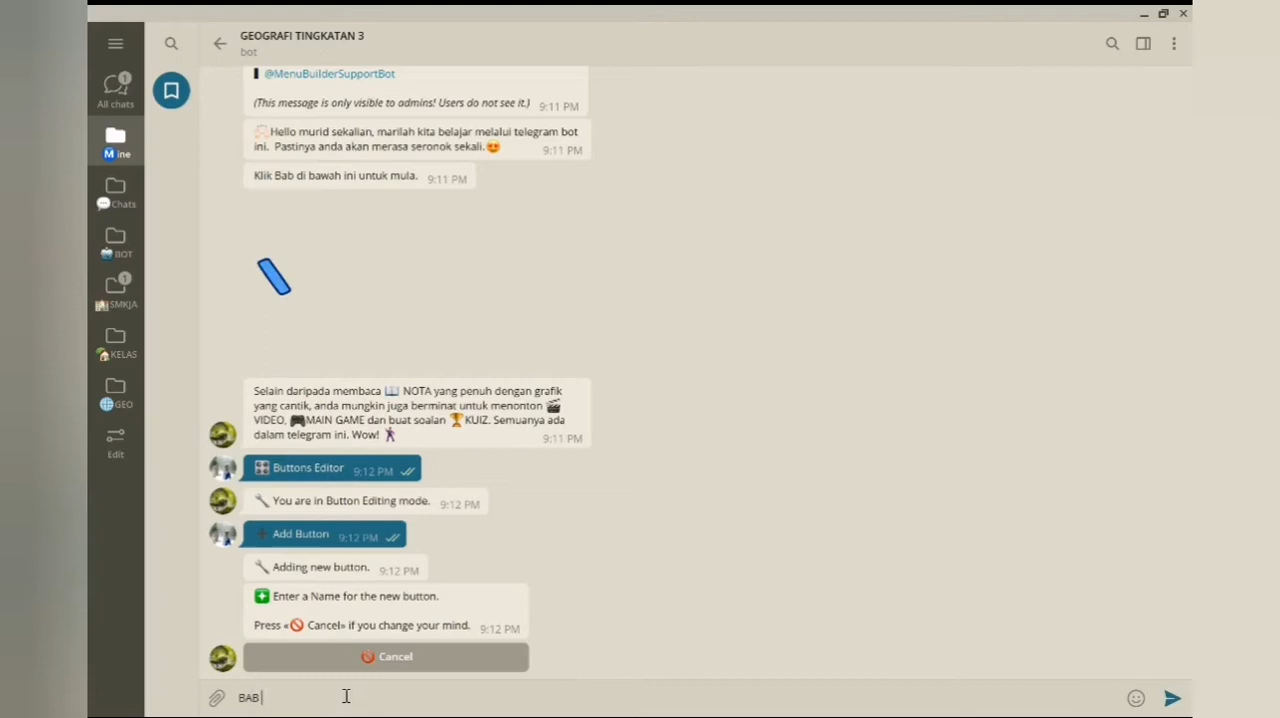 GEOGRAFI TINGKATAN 3
bot
1
All chats
Mine
Chats
BOT
1
SMKJA
KELAS
GEO
Edit
@MenuBuilderSupportBot
(This message is only visible to admins! Users do not see it.) 9:11 PM
Hello murid sekalian, marilah kita belajar melalui telegram bot
ini. Pastinya anda akan merasa seronok sekali.😍 9:11 PM
Klik Bab di bawah ini untuk mula. 9:11 PM
Selain daripada membaca 📖 NOTA yang penuh dengan grafik
yang cantik, anda mungkin juga berminat untuk menonton 🎬
VIDEO, 🎮MAIN GAME dan buat soalan 🏆KUIZ. Semuanya ada
dalam telegram ini. Wow! 9:11 PM
🎛 Buttons Editor 9:12 PM
🔧 You are in Button Editing mode. 9:12 PM
➕ Add Button 9:12 PM
🔧 Adding new button. 9:12 PM
Enter a Name for the new button.
Press «🚫 Cancel» if you change your mind. 9:12 PM
🚫 Cancel
BAB